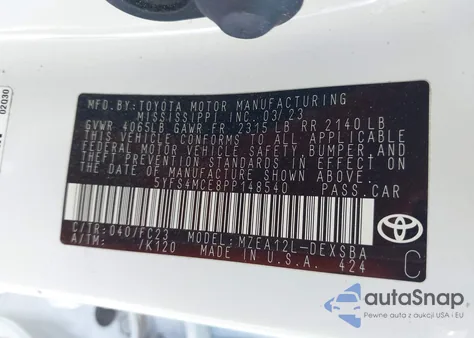 02030
MFD.BY:TOYOTA MOTOR MANUFACTURING
MISSISSIPPI INC. 03/23
GVWR 4065LB GAWR FR 2315 LB RR 2140 LB
THIS VEHICLE CONFORMS TO ALL APPLICABLE
FEDERAL MOTOR VEHICLE SAFETY BUMPER AND
THEFT PREVENTION STANDARDS IN EFFECT ON
THE DATE OF MANUFACTURE SHOWN ABOVE.
5YFS4MCE8PP148540 PASS.CAR
C/TR:040/FC23 MODEL:MZEA12L-DEXSBA
A/TM: /K120 MADE IN U.S.A. 424
TOYOTA
C
autoSnap
Pewne auta z aukcji USA i EU